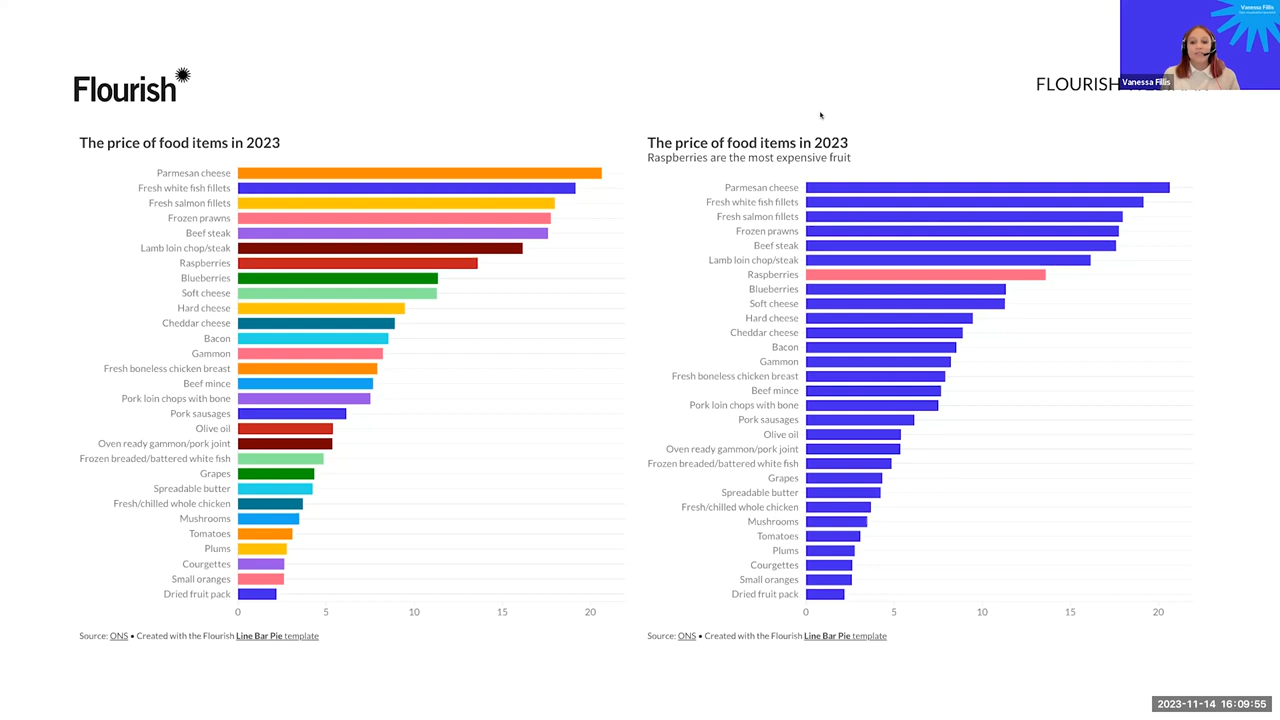 Vanessa Fillis
Vanessa Fillis
Flourish
FLOURISH
The price of food items in 2023
Parmesan cheese
Fresh white fish fillets
Fresh salmon fillets
Frozen prawns
Beef steak
Lamb loin chop/steak
Raspberries
Blueberries
Soft cheese
Hard cheese
Cheddar cheese
Bacon
Gammon
Fresh boneless chicken breast
Beef mince
Pork loin chops with bone
Pork sausages
Olive oil
Oven ready gammon/pork joint
Frozen breaded/battered white fish
Grapes
Spreadable butter
Fresh/chilled whole chicken
Mushrooms
Tomatoes
Plums
Courgettes
Small oranges
Dried fruit pack
0 5 10 15 20
Source: ONS • Created with the Flourish Line Bar Pie template
The price of food items in 2023
Raspberries are the most expensive fruit
Parmesan cheese
Fresh white fish fillets
Fresh salmon fillets
Frozen prawns
Beef steak
Lamb loin chop/steak
Raspberries
Blueberries
Soft cheese
Hard cheese
Cheddar cheese
Bacon
Gammon
Fresh boneless chicken breast
Beef mince
Pork loin chops with bone
Pork sausages
Olive oil
Oven ready gammon/pork joint
Frozen breaded/battered white fish
Grapes
Spreadable butter
Fresh/chilled whole chicken
Mushrooms
Tomatoes
Plums
Courgettes
Small oranges
Dried fruit pack
0 5 10 15 20
Source: ONS • Created with the Flourish Line Bar Pie template
2023-11-14 16:09:55